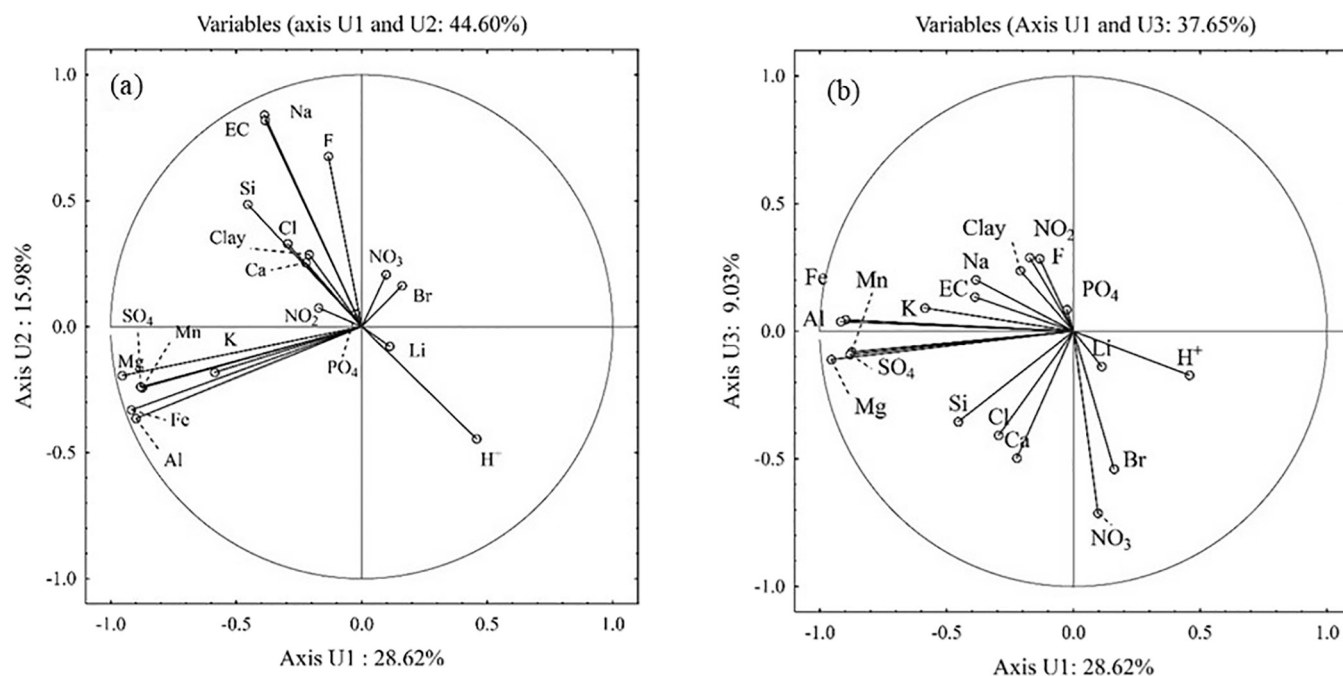 Variables (axis U1 and U2: 44.60%)
(a)
Na
EC
F
Si
Cl
Clay
Ca
NO₃
Br
NO₂
SO₄
Mn
K
Li
Mg
PO₄
Fe
Al
H⁻
1.0
0.5
0.0
-0.5
-1.0
Axis U2 : 15.98%
-1.0
-0.5
0.0
0.5
1.0
Axis U1 : 28.62%
Variables (Axis U1 and U3: 37.65%)
(b)
Clay
NO₂
Na
F
Fe
Mn
EC
PO₄
K
Al
Li
H⁺
SO₄
Mg
Si
Cl
Ca
Br
NO₃
1.0
0.5
0.0
-0.5
-1.0
Axis U3: 9.03%
-1.0
-0.5
0.0
0.5
1.0
Axis U1: 28.62%